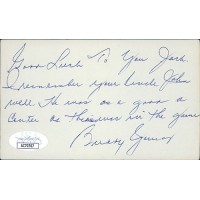 Good Luck To You Jack
I remember your Uncle John
well. He was as a good a
Center as there was in the game
Bucky